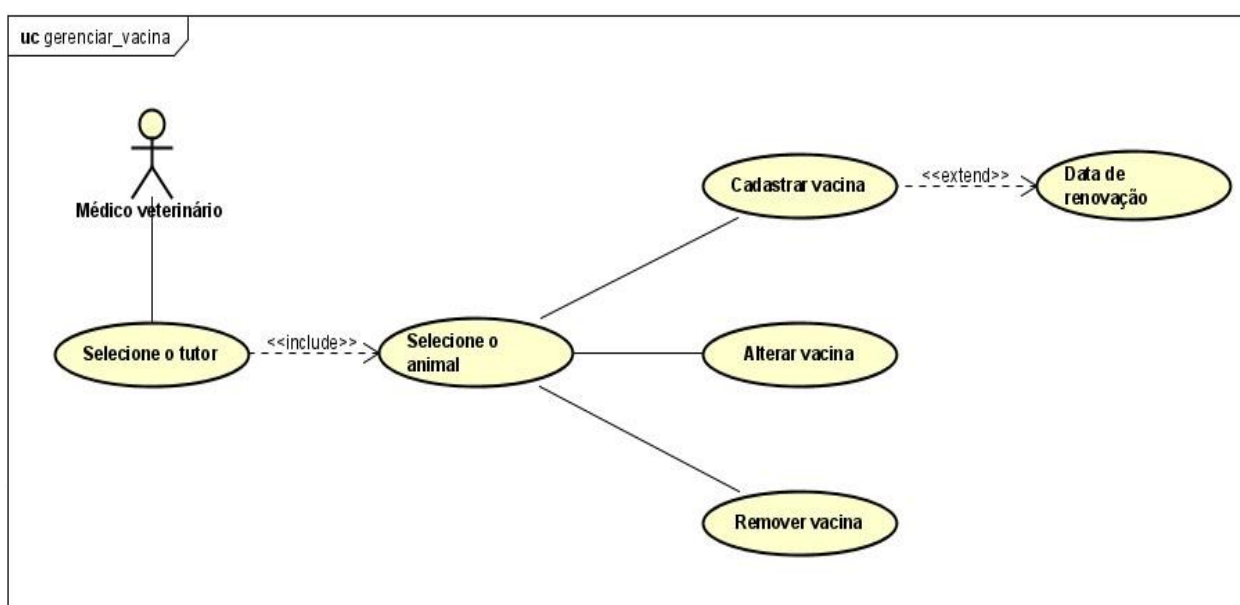 uc gerenciar_vacina
Médico veterinário
Cadastrar vacina
<<extend>>
Data de
renovação
Selecione o tutor
<<include>>
Selecione o
animal
Alterar vacina
Remover vacina